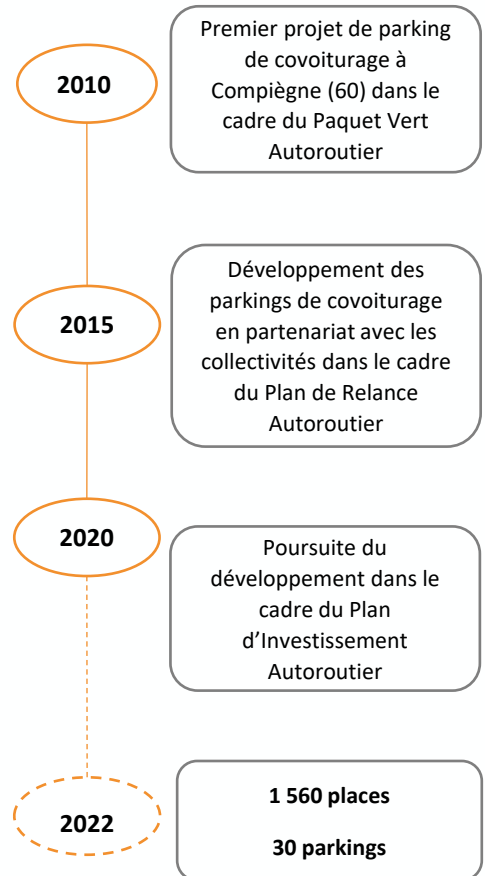 2010
Premier projet de parking
de covoiturage à
Compiègne (60) dans le
cadre du Paquet Vert
Autoroutier
2015
Développement des
parkings de covoiturage
en partenariat avec les
collectivités dans le cadre
du Plan de Relance
Autoroutier
2020
Poursuite du
développement dans le
cadre du Plan
d’Investissement
Autoroutier
2022
1 560 places
30 parkings